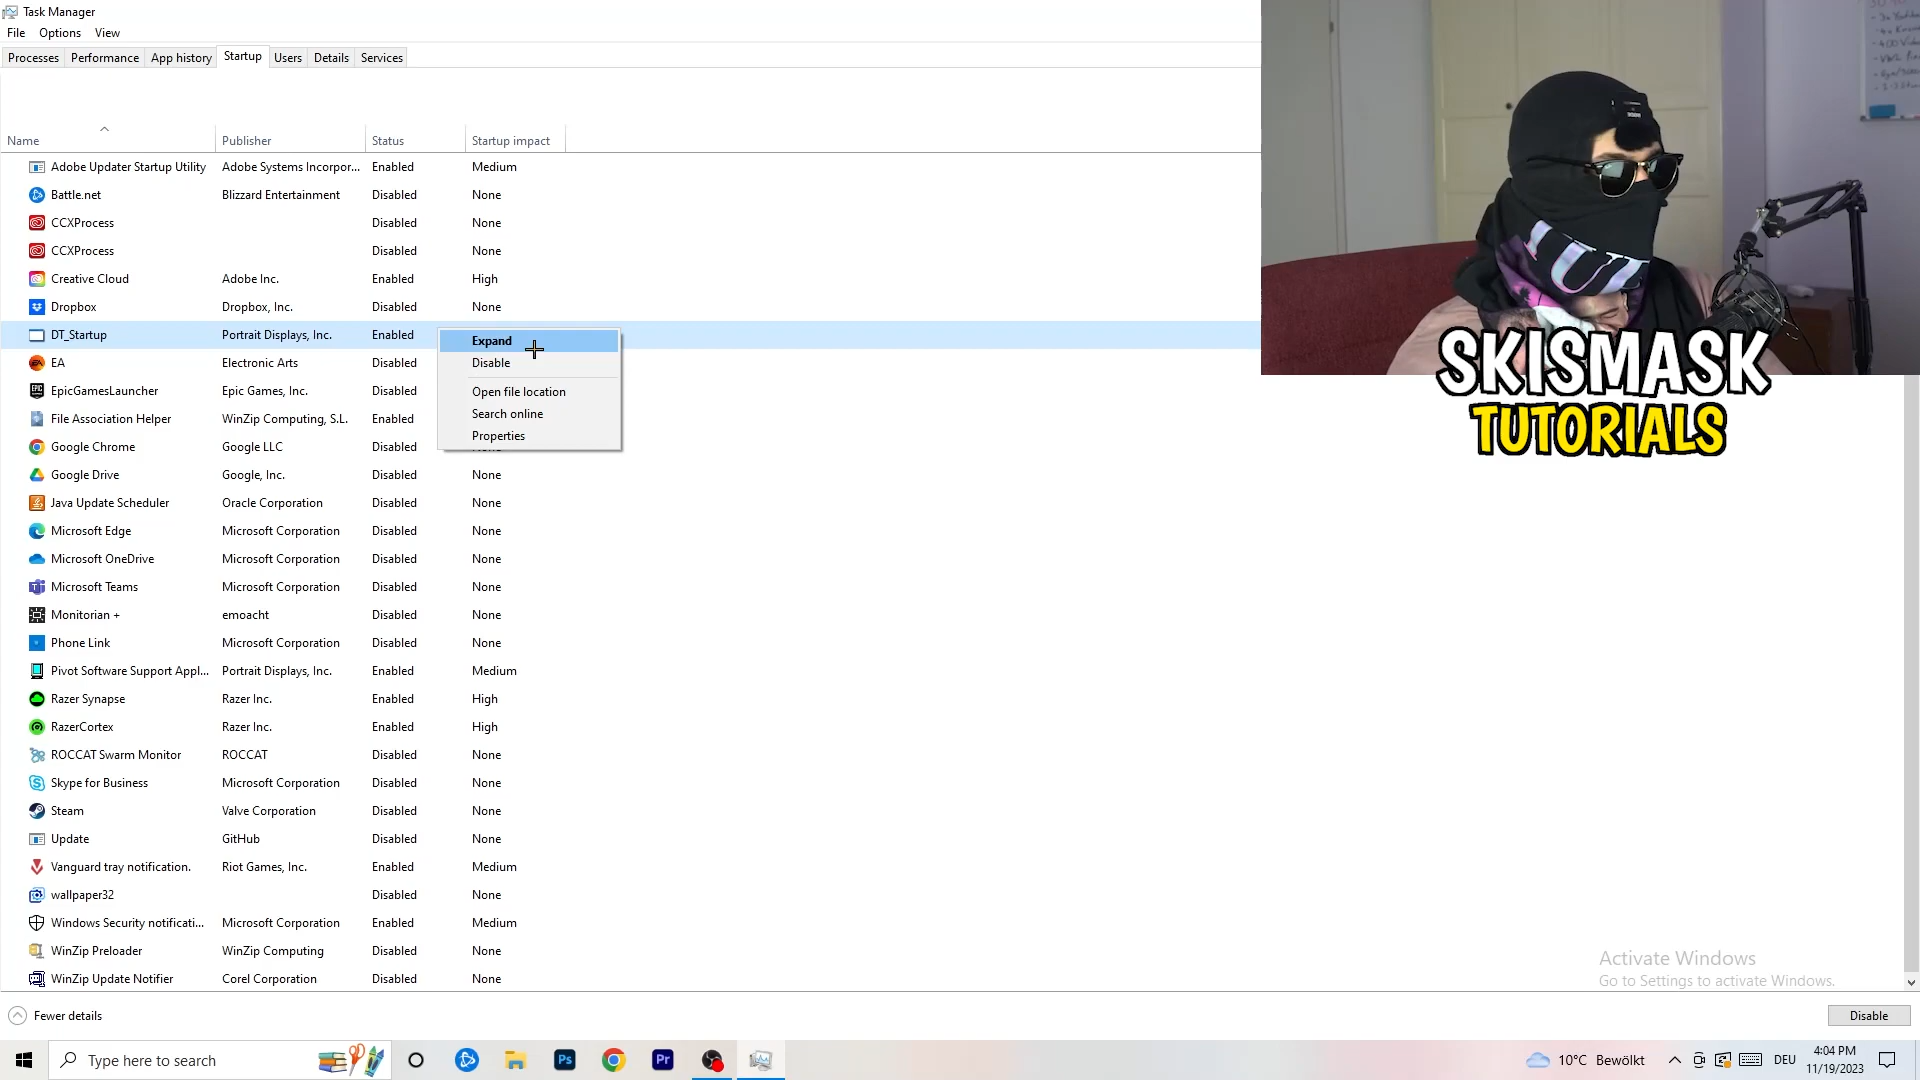 Task Manager
File Options View
Processes Performance App history Startup Users Details Services
Name Publisher Status Startup impact
Adobe Updater Startup Utility Adobe Systems Incorpor... Enabled Medium
Battle.net Blizzard Entertainment Disabled None
CCXProcess Disabled None
CCXProcess Disabled None
Creative Cloud Adobe Inc. Enabled High
Dropbox Dropbox, Inc. Disabled None
DT_Startup Portrait Displays, Inc. Enabled
EA Electronic Arts Disabled
EpicGamesLauncher Epic Games, Inc. Disabled
File Association Helper WinZip Computing, S.L. Enabled
Google Chrome Google LLC Disabled
Google Drive Google, Inc. Disabled None
Java Update Scheduler Oracle Corporation Disabled None
Microsoft Edge Microsoft Corporation Disabled None
Microsoft OneDrive Microsoft Corporation Disabled None
Microsoft Teams Microsoft Corporation Disabled None
Monitorian + emoacht Disabled None
Phone Link Microsoft Corporation Disabled None
Pivot Software Support Appl... Portrait Displays, Inc. Enabled Medium
Razer Synapse Razer Inc. Enabled High
RazerCortex Razer Inc. Enabled High
ROCCAT Swarm Monitor ROCCAT Disabled None
Skype for Business Microsoft Corporation Disabled None
Steam Valve Corporation Disabled None
Update GitHub Disabled None
Vanguard tray notification. Riot Games, Inc. Enabled Medium
wallpaper32 Disabled None
Windows Security notificati... Microsoft Corporation Enabled Medium
WinZip Preloader WinZip Computing Disabled None
WinZip Update Notifier Corel Corporation Disabled None
Expand
Disable
Open file location
Search online
Properties
SKISMASK
TUTORIALS
Activate Windows
Go to Settings to activate Windows.
Fewer details Disable
Type here to search Ps Pr 10°C Bewölkt DEU 4:04 PM
11/19/2023